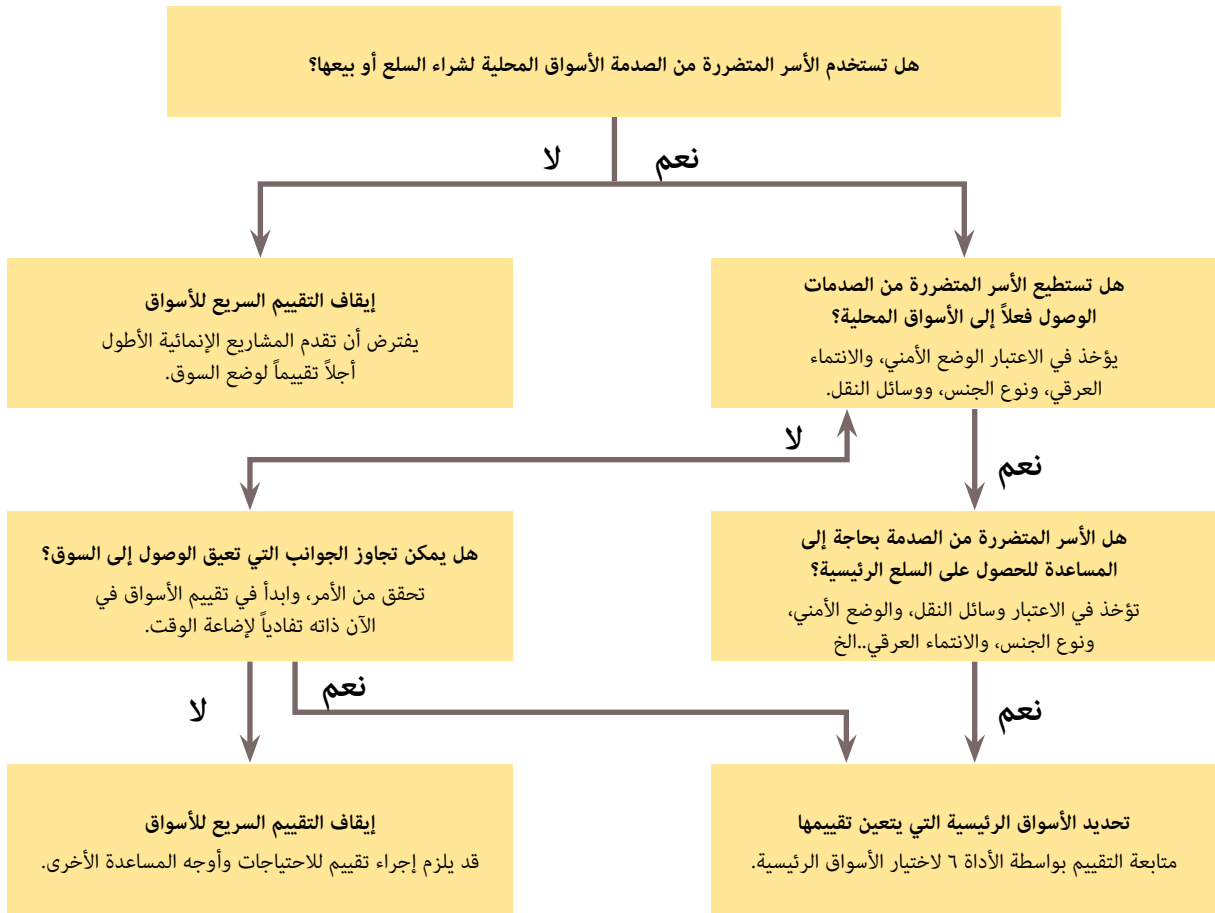 هل تستخدم الأسر المتضررة من الصدمة الأسواق المحلية لشراء السلع أو بيعها؟
نعم
لا
هل تستطيع الأسر المتضررة من الصدمات
الوصول فعلاً إلى الأسواق المحلية؟
يؤخذ في الاعتبار الوضع الأمني، والانتماء
العرقي، ونوع الجنس، ووسائل النقل.
إيقاف التقييم السريع للأسواق
يفترض أن تقدم المشاريع الإنمائية الأطول
أجلاً تقييماً لوضع السوق.
نعم
لا
هل الأسر المتضررة من الصدمة بحاجة إلى
المساعدة للحصول على السلع الرئيسية؟
تؤخذ في الاعتبار وسائل النقل، والوضع الأمني،
ونوع الجنس، والانتماء العرقي..الخ
هل يمكن تجاوز الجوانب التي تعيق الوصول إلى السوق؟
تحقق من الأمر، وابدأ في تقييم الأسواق في
الآن ذاته تفادياً لإضاعة الوقت.
نعم
نعم
لا
تحديد الأسواق الرئيسية التي يتعين تقييمها
متابعة التقييم بواسطة الأداة ٦ لاختيار الأسواق الرئيسية.
إيقاف التقييم السريع للأسواق
قد يلزم إجراء تقييم للاحتياجات وأوجه المساعدة الأخرى.